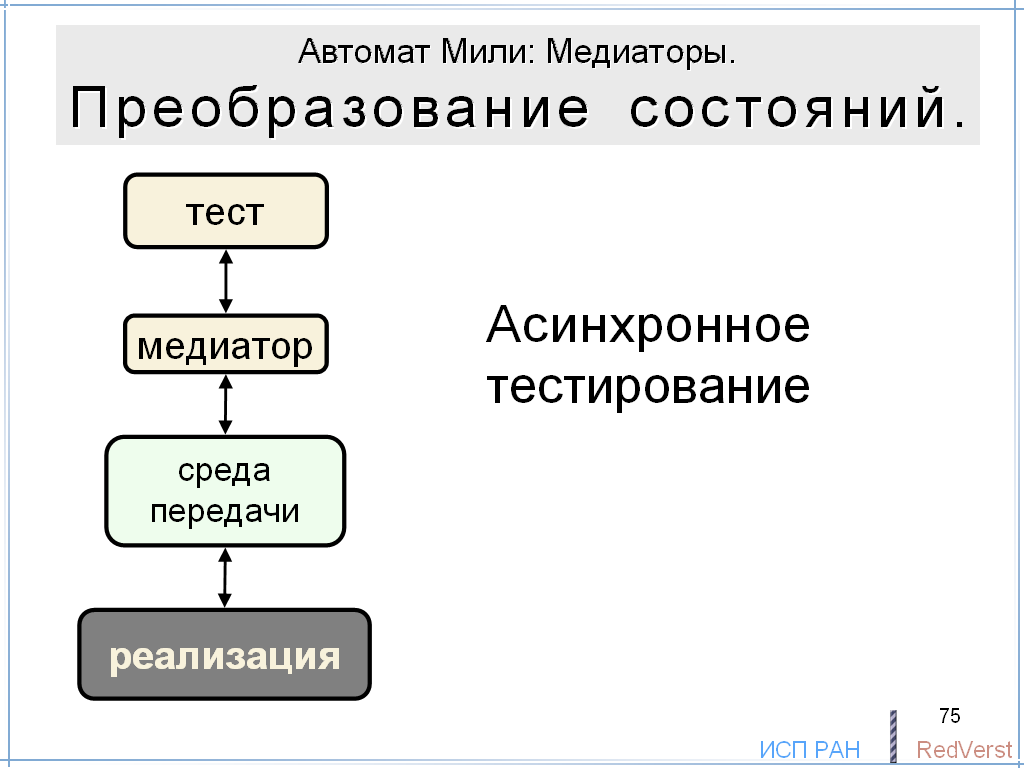 Автомат Мили: Медиаторы.
Преобразование состояний.
тест
медиатор
среда
передачи
реализация
Асинхронное
тестирование
75
ИСП РАН
RedVerst